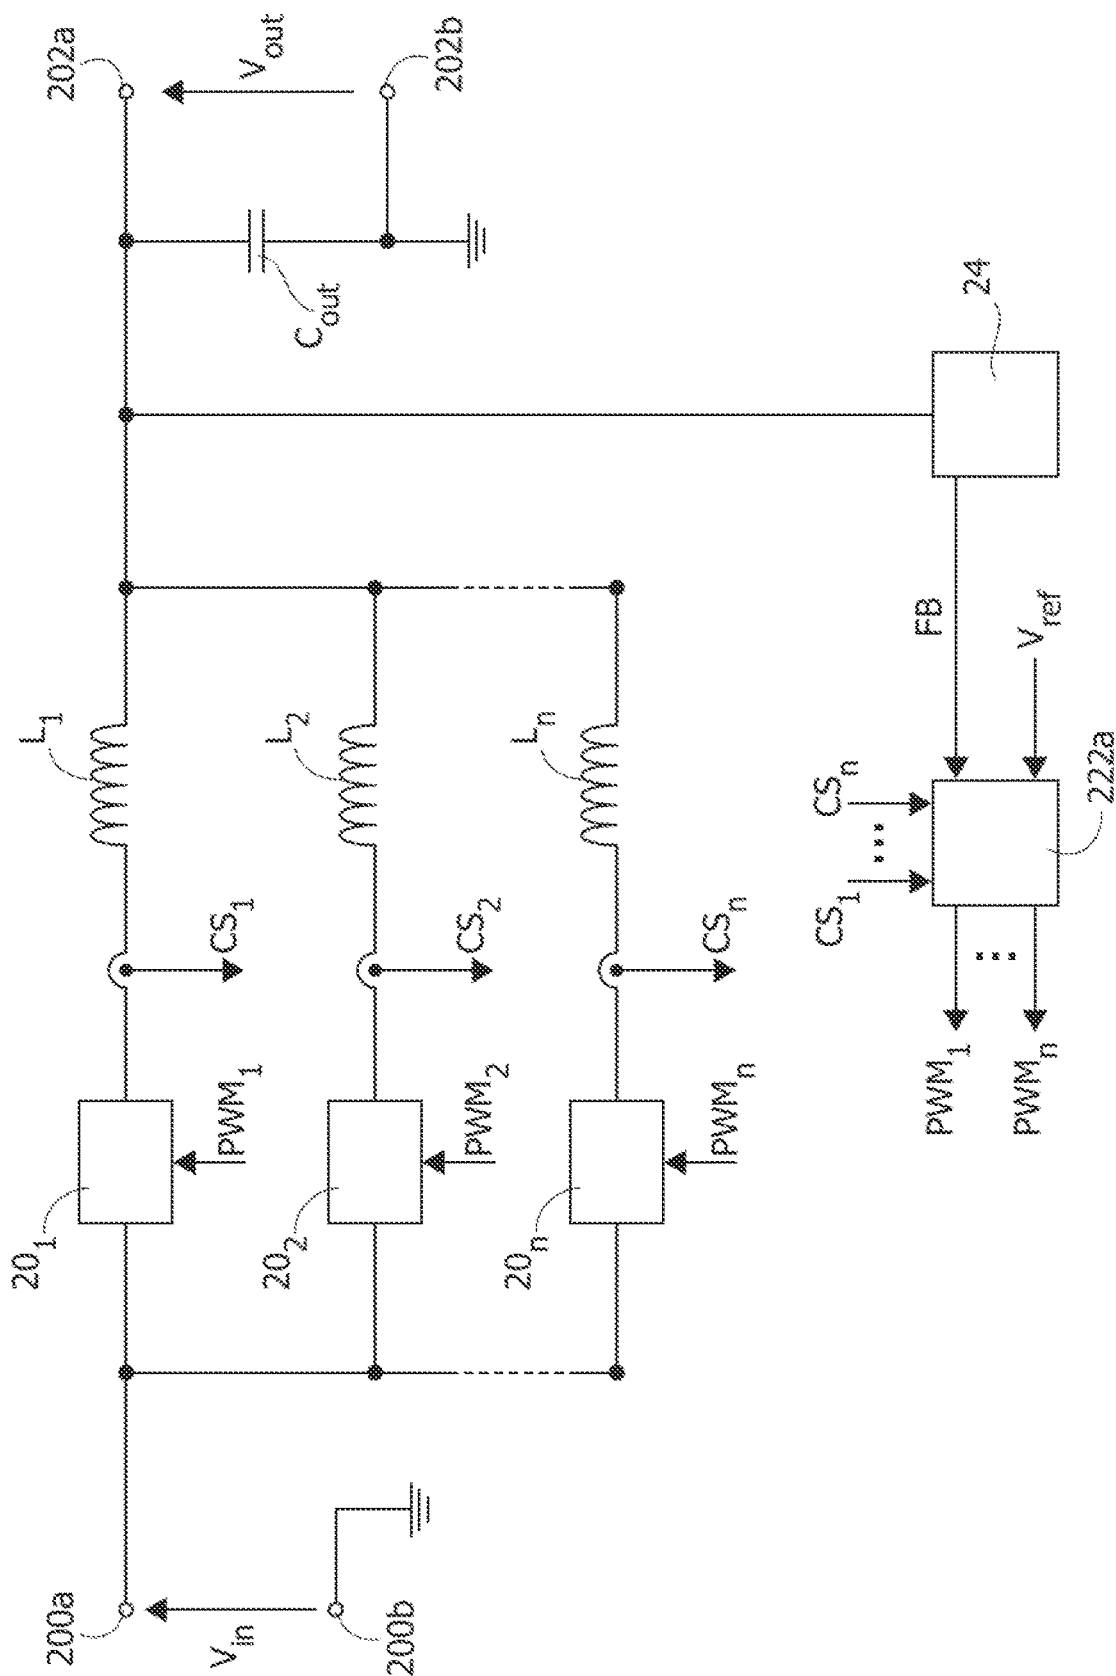 200a
V_in
200b
20_1
PWM_1
CS_1
L_1
20_2
PWM_2
CS_2
L_2
20_n
PWM_n
CS_n
L_n
C_out
202a
V_out
202b
PWM_1
PWM_n
CS_1
CS_n
222a
FB
V_ref
24